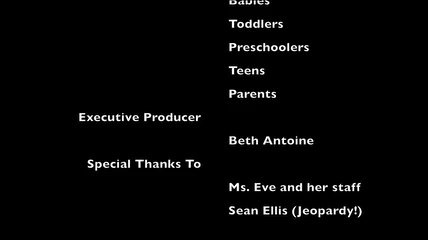 Babies
Toddlers
Preschoolers
Teens
Parents
Executive Producer
Beth Antoine
Special Thanks To
Ms. Eve and her staff
Sean Ellis (Jeopardy!)